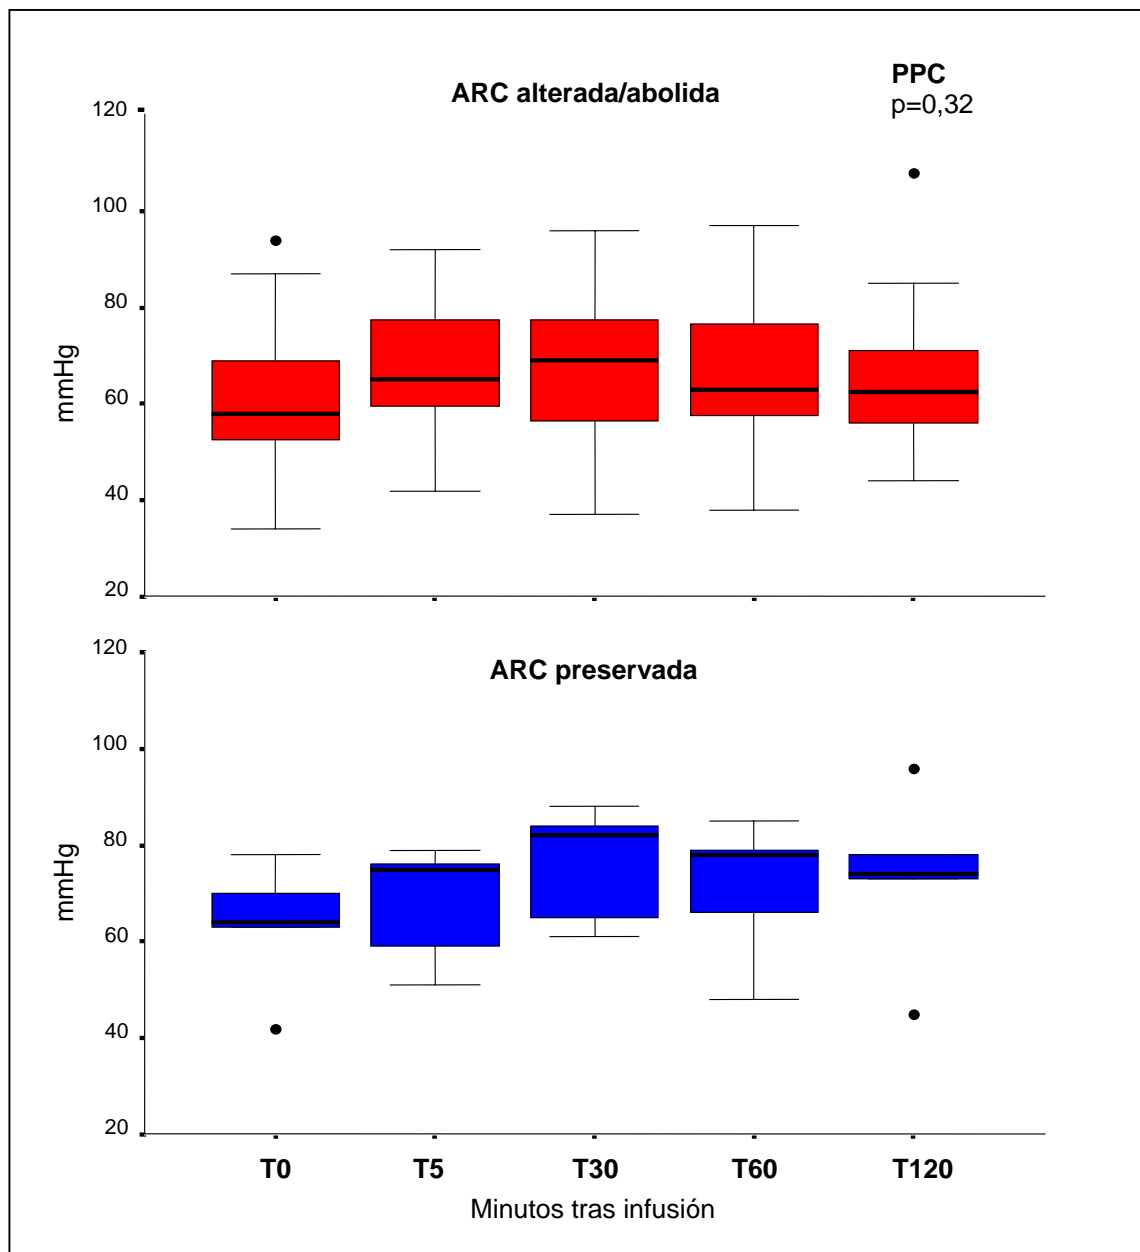 PPC
ARC alterada/abolida
p=0,32
120
100
80
60
40
20
mmHg
ARC preservada
120
100
80
60
40
20
mmHg
T0 T5 T30 T60 T120
Minutos tras infusión